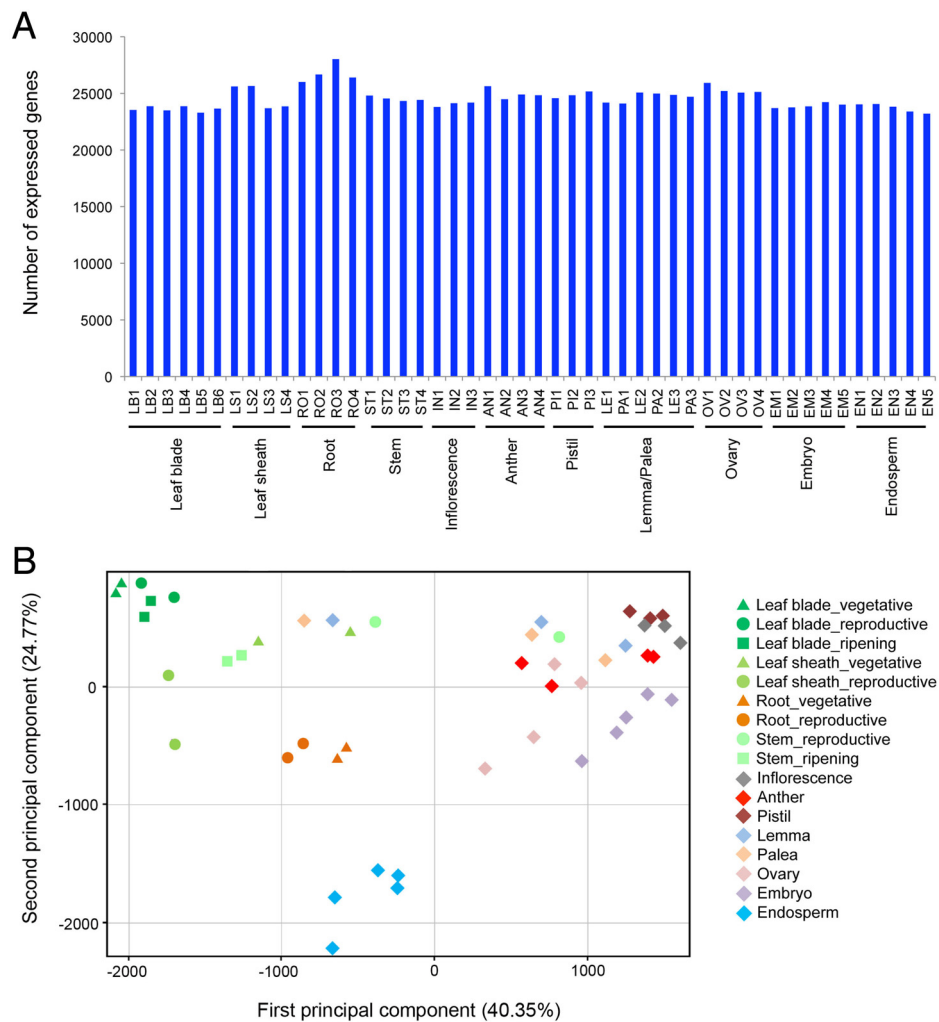 A
Number of expressed genes
30000
25000
20000
15000
10000
5000
0
LB1 LB2 LB3 LB4 LB5 LB6 LS1 LS2 LS3 LS4 RO1 RO2 RO3 RO4 ST1 ST2 ST3 ST4 IN1 IN2 IN3 AN1 AN2 AN3 AN4 PI1 PI2 PI3 LE1 PA1 LE2 PA2 LE3 PA3 OV1 OV2 OV3 OV4 EM1 EM2 EM3 EM4 EM5 EN1 EN2 EN3 EN4 EN5
Leaf blade Leaf sheath Root Stem Inflorescence Anther Pistil Lemma/Palea Ovary Embryo Endosperm
B
Second principal component (24.77%)
0
-1000
-2000
-2000 -1000 0 1000
First principal component (40.35%)
Leaf blade_vegetative
Leaf blade_reproductive
Leaf blade_ripening
Leaf sheath_vegetative
Leaf sheath_reproductive
Root_vegetative
Root_reproductive
Stem_reproductive
Stem_ripening
Inflorescence
Anther
Pistil
Lemma
Palea
Ovary
Embryo
Endosperm